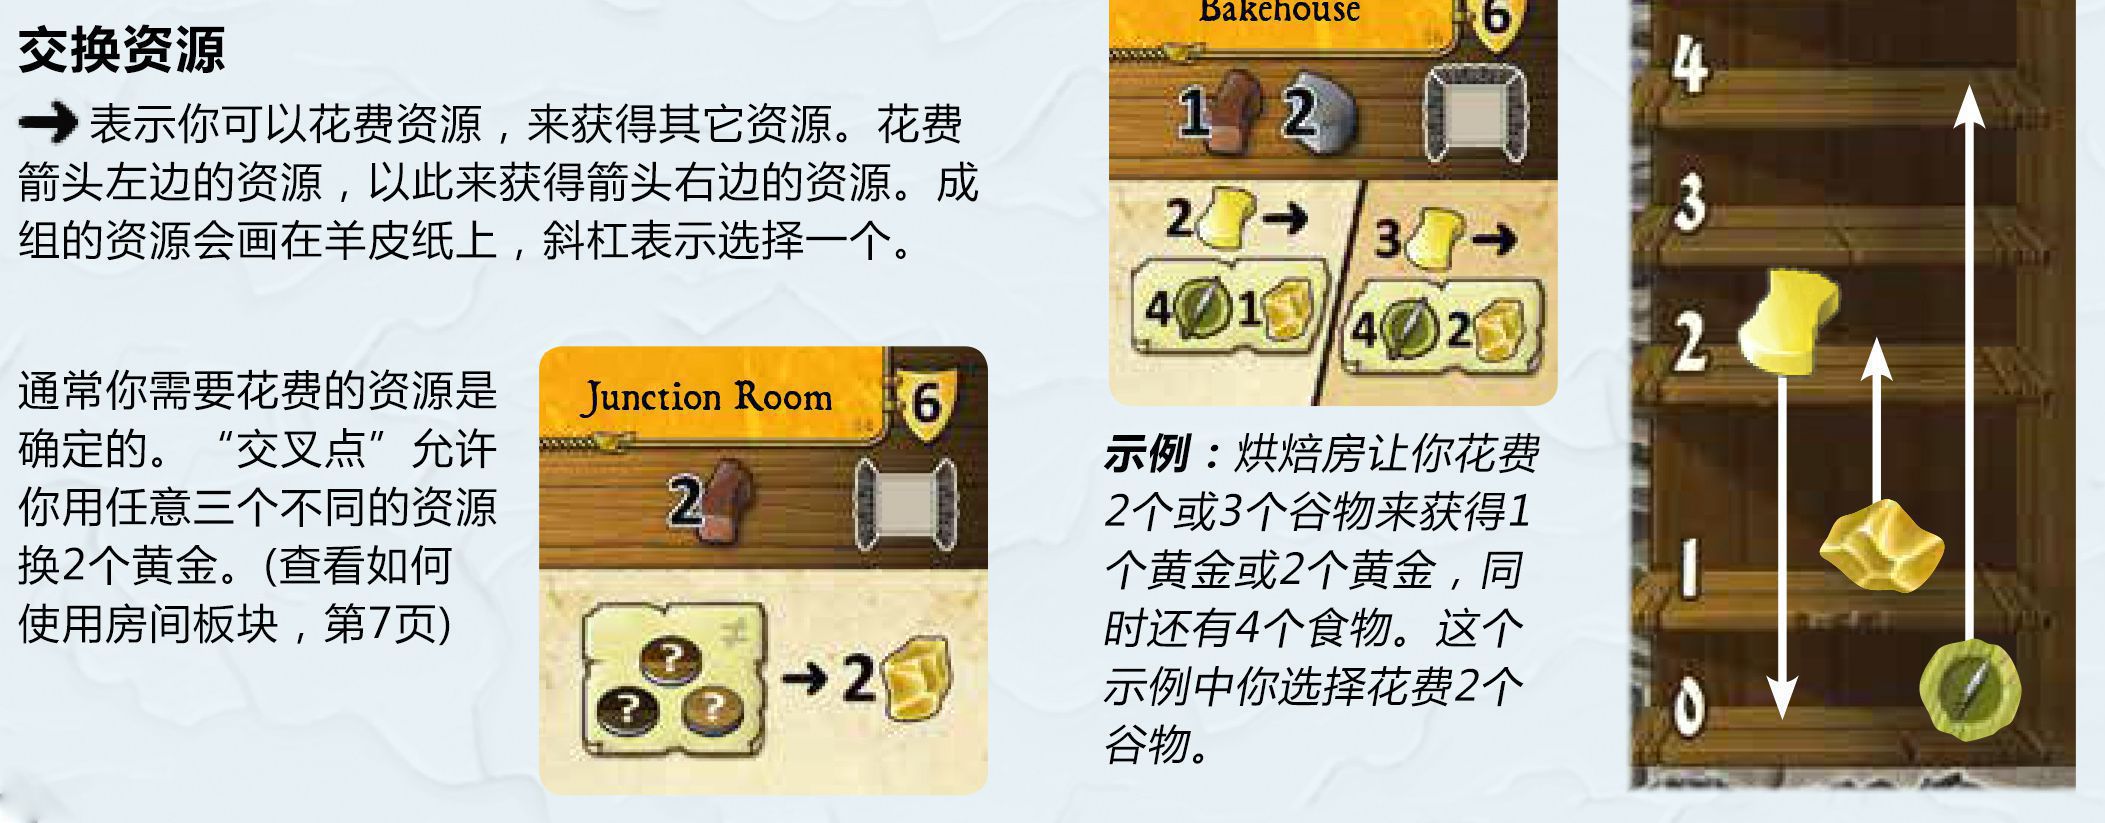 交换资源
表示你可以花费资源，来获得其它资源。花费
箭头左边的资源，以此来获得箭头右边的资源。成
组的资源会画在羊皮纸上，斜杠表示选择一个。
通常你需要花费的资源是
确定的。“交叉点”允许
你用任意三个不同的资源
换2个黄金。(查看如何
使用房间板块，第7页)
Junction Room
6
2
? ? ?
2
Bakehouse
6
1 2
2
4 1
3
4 2
示例：烘焙房让你花费
2个或3个谷物来获得1
个黄金或2个黄金，同
时还有4个食物。这个
示例中你选择花费2个
谷物。
4
3
2
1
0